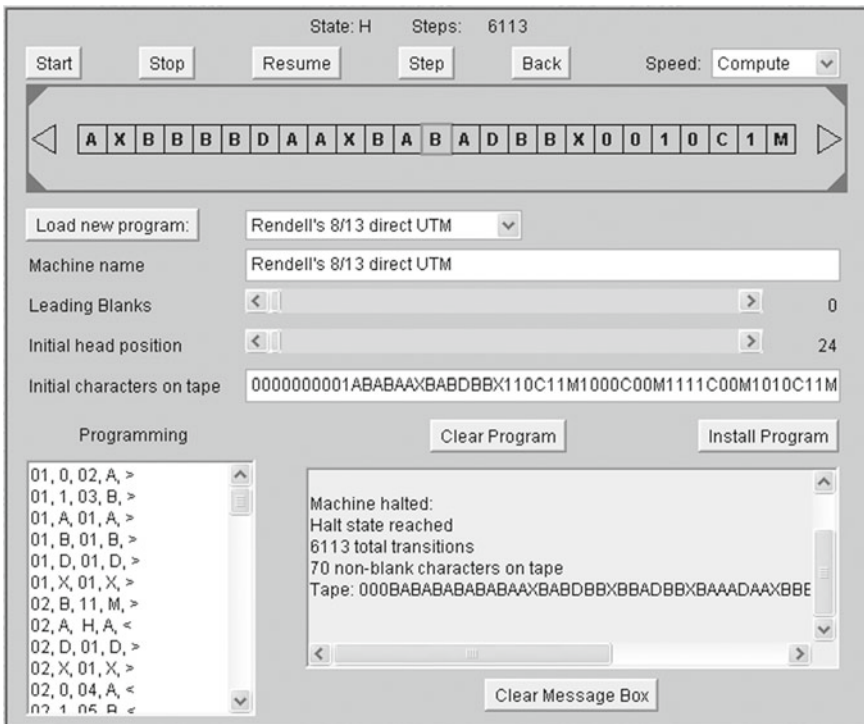 State: H Steps: 6113
Start Stop Resume Step Back Speed: Compute
A X B B B B D A A X B A B A D B B X 0 0 1 0 C 1 M
Load new program: Rendell's 8/13 direct UTM
Machine name Rendell's 8/13 direct UTM
Leading Blanks 0
Initial head position 24
Initial characters on tape 0000000001ABABAAXBABDBBX110C11M1000C00M1111C00M1010C11M
Programming Clear Program Install Program
01, 0, 02, A, >
01, 1, 03, B, >
01, A, 01, A, >
01, B, 01, B, >
01, D, 01, D, >
01, X, 01, X, >
02, B, 11, M, >
02, A, H, A, <
02, D, 01, D, >
02, X, 01, X, >
02, 0, 04, A, <
02, 1, 05, B, <
Machine halted:
Halt state reached
6113 total transitions
70 non-blank characters on tape
Tape: 000BABABABABABAAXBABDBBXBBADBBXBAAADAAXBBE
Clear Message Box